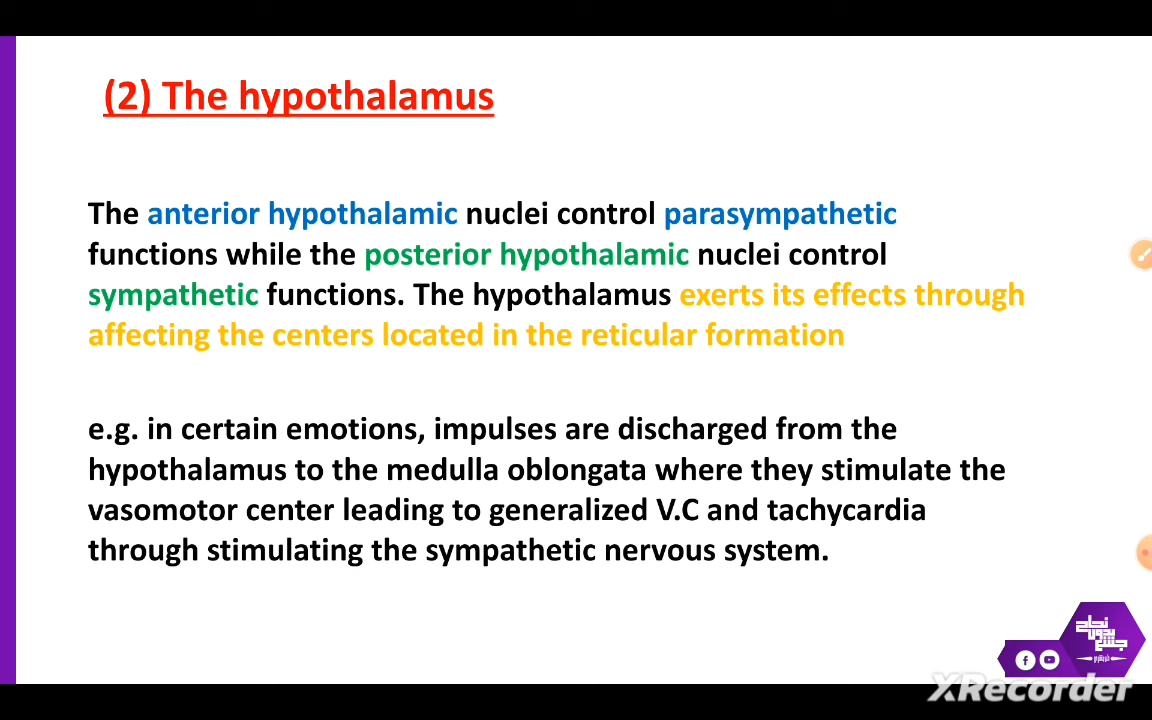 (2) The hypothalamus
The anterior hypothalamic nuclei control parasympathetic
functions while the posterior hypothalamic nuclei control
sympathetic functions. The hypothalamus exerts its effects through
affecting the centers located in the reticular formation
e.g. in certain emotions, impulses are discharged from the
hypothalamus to the medulla oblongata where they stimulate the
vasomotor center leading to generalized V.C and tachycardia
through stimulating the sympathetic nervous system.
نجاح
بدون
XRecorder